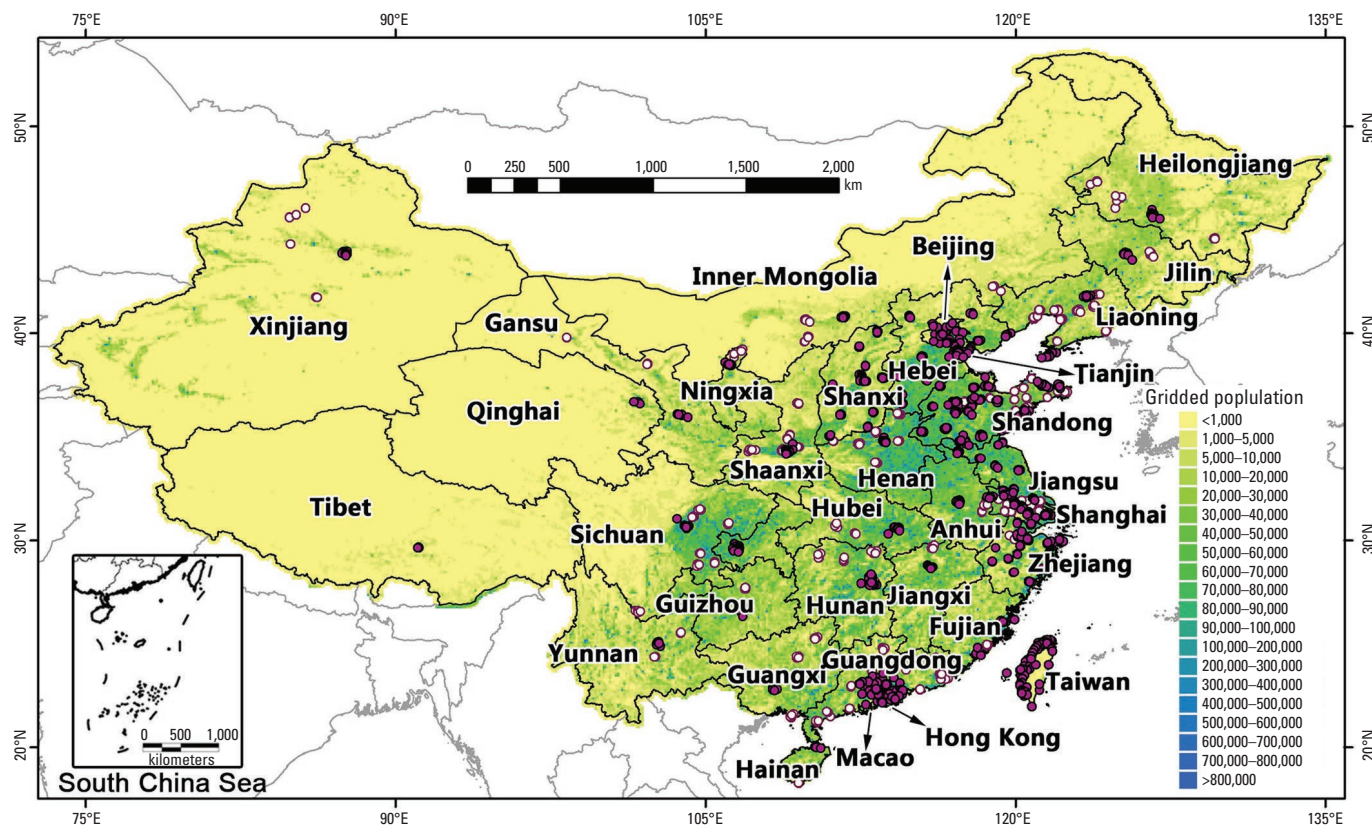 75°E 90°E 105°E 120°E 135°E
50°N 50°N
0 250 500 1,000 1,500 2,000
km
Heilongjiang
Beijing
Jilin
Inner Mongolia
Liaoning
Xinjiang
Gansu
40°N 40°N
Tianjin
Hebei
Ningxia
Shanxi
Qinghai
Shandong
Shaanxi
Henan
Jiangsu
Tibet
Hubei
Shanghai
Sichuan
Anhui
30°N 30°N
Zhejiang
Guizhou
Hunan
Jiangxi
Fujian
Yunnan
Guangdong
Guangxi
Taiwan
Hong Kong
Macao
Hainan
20°N 20°N
0 500 1,000
kilometers
South China Sea
Gridded poplulation
<1,000
1,000–5,000
5,000–10,000
10,000–20,000
20,000–30,000
30,000–40,000
40,000–50,000
50,000–60,000
60,000–70,000
70,000–80,000
80,000–90,000
90,000–100,000
100,000–200,000
200,000–300,000
300,000–400,000
400,000–500,000
500,000–600,000
600,000–700,000
700,000–800,000
>800,000
75°E 90°E 105°E 120°E 135°E